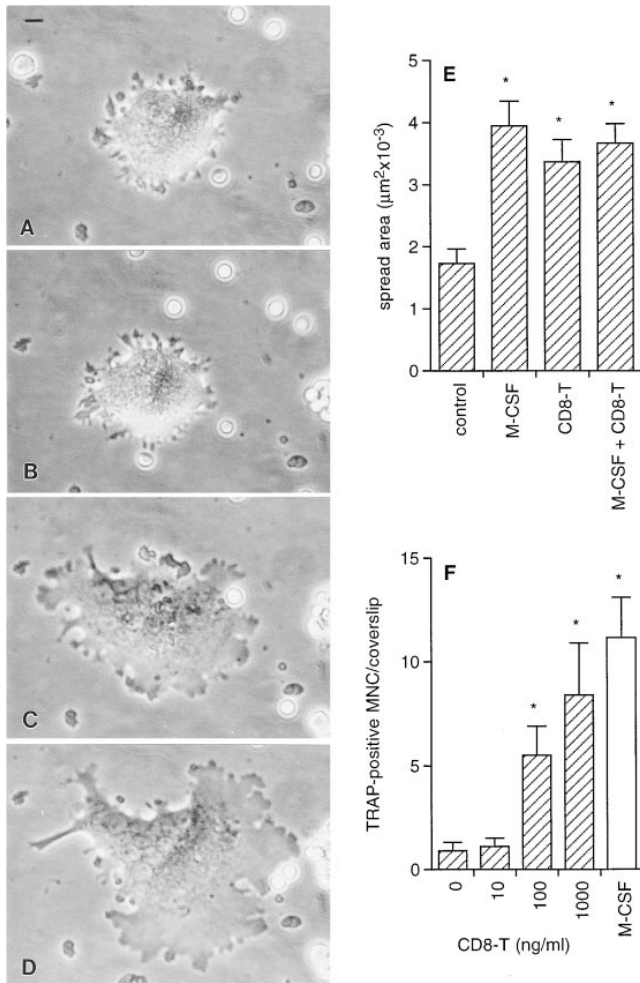 A
B
C
D
E
spread area (μm²x10⁻³)
5
4
3
2
1
0
*
*
*
control
M-CSF
CD8-T
M-CSF + CD8-T
F
TRAP-positive MNC/coverslip
15
10
5
0
*
*
*
0
10
100
1000
M-CSF
CD8-T (ng/ml)